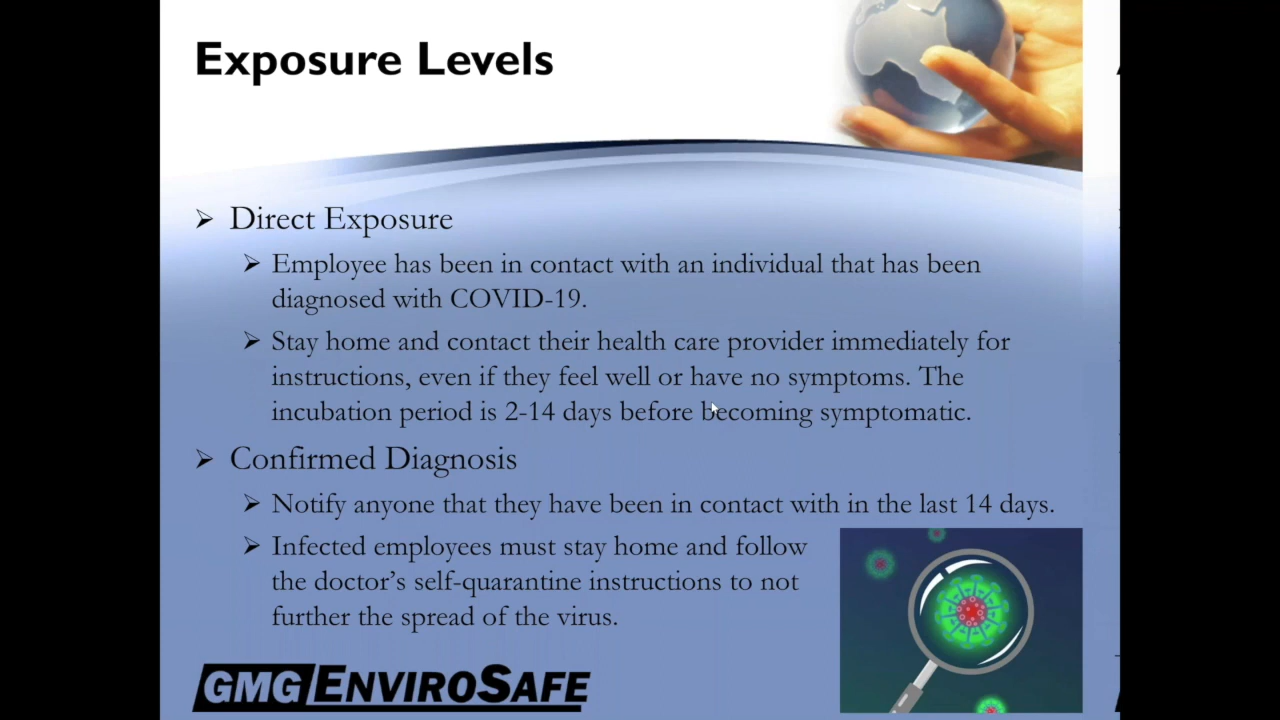 Exposure Levels
Direct Exposure
Employee has been in contact with an individual that has been
diagnosed with COVID-19.
Stay home and contact their health care provider immediately for
instructions, even if they feel well or have no symptoms. The
incubation period is 2-14 days before becoming symptomatic.
Confirmed Diagnosis
Notify anyone that they have been in contact with in the last 14 days.
Infected employees must stay home and follow
the doctor’s self-quarantine instructions to not
further the spread of the virus.
GMG ENVIROSAFE